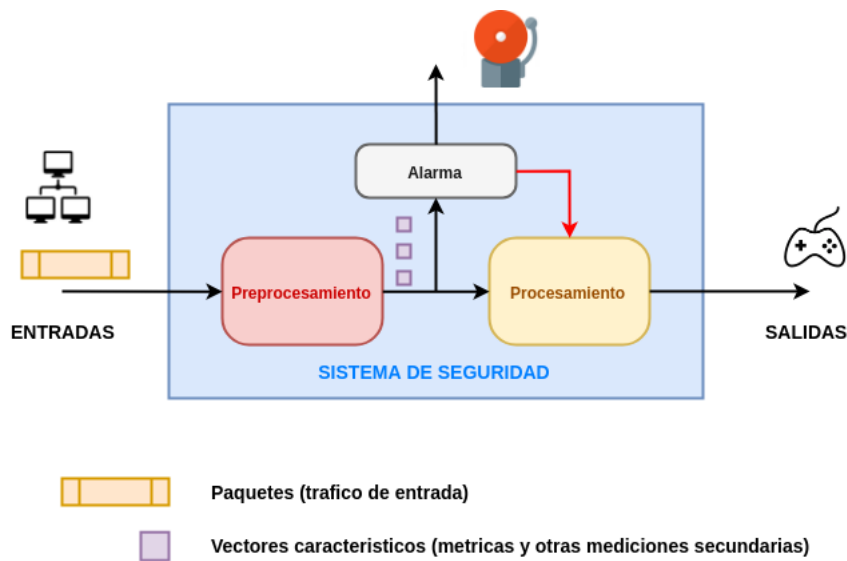 Alarma
Preprocesamiento
Procesamiento
ENTRADAS
SALIDAS
SISTEMA DE SEGURIDAD
Paquetes (trafico de entrada)
Vectores caracteristicos (metricas y otras mediciones secundarias)